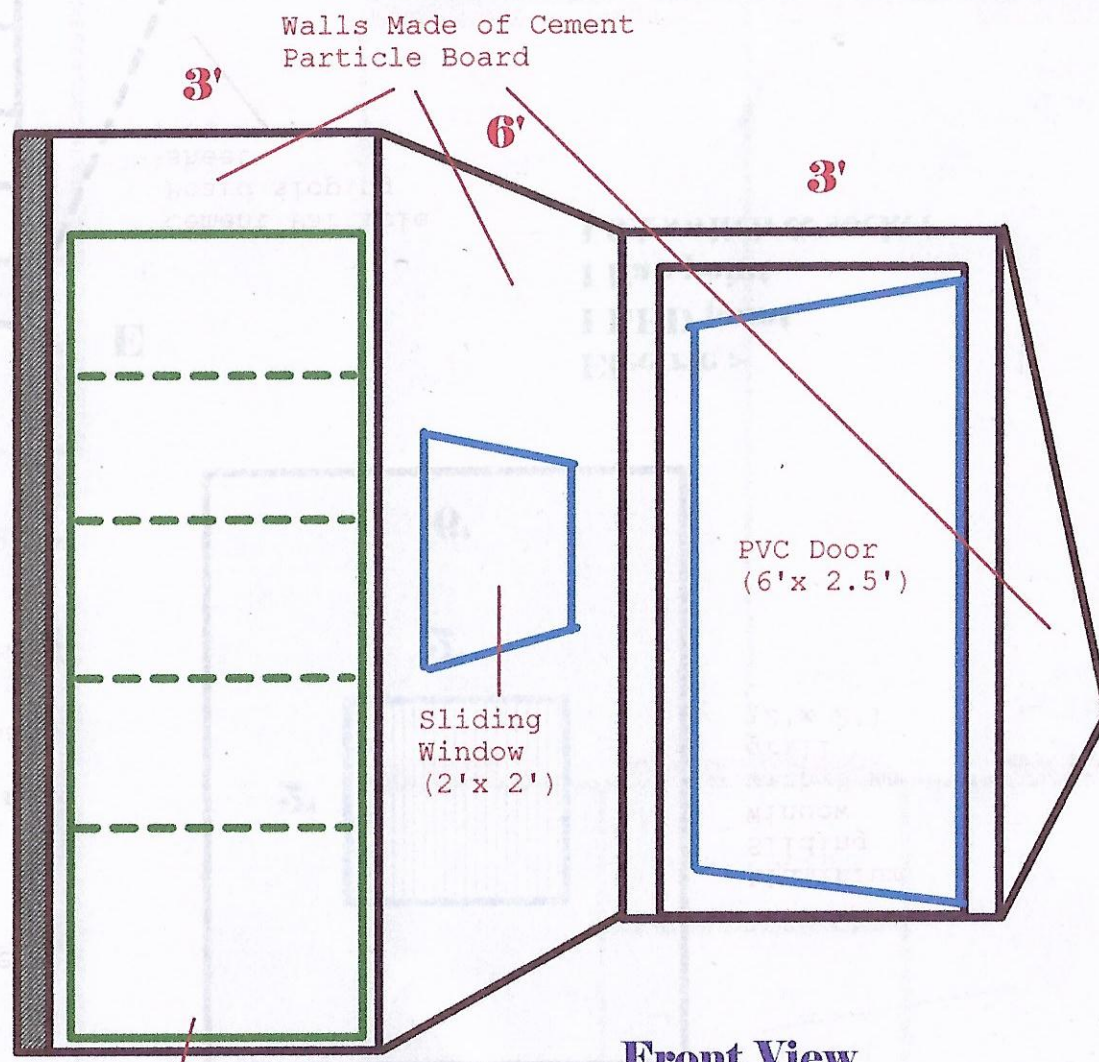 Walls Made of Cement
Particle Board
3'
6'
3'
PVC Door
(6'x 2.5')
Sliding
Window
(2'x 2')
Front View